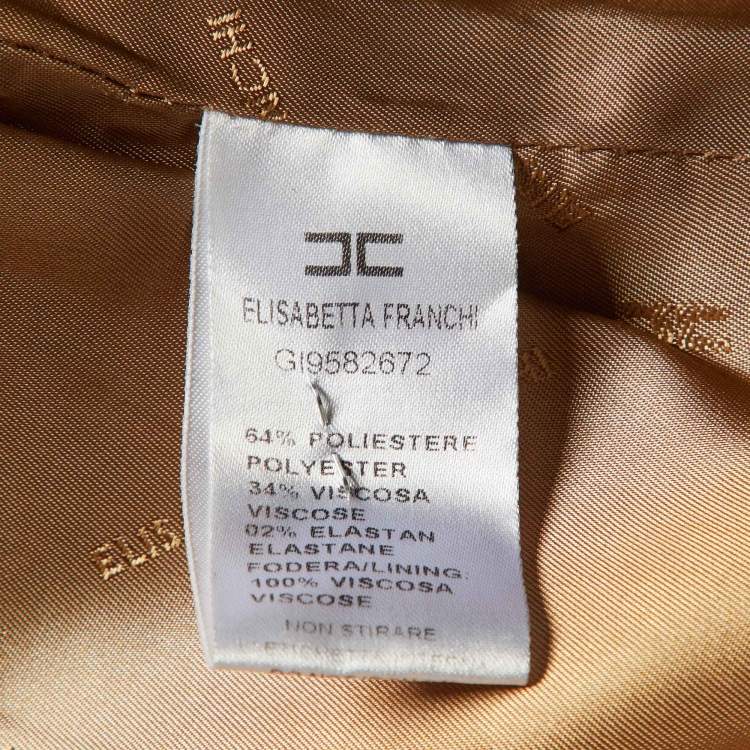 ELISABETTA FRANCHI
GI9582672
64% POLIESTERE
POLYESTER
34% VISCOSA
VISCOSE
02% ELASTAN
ELASTANE
FODERA/LINING:
100% VISCOSA
VISCOSE
NON STIRARE